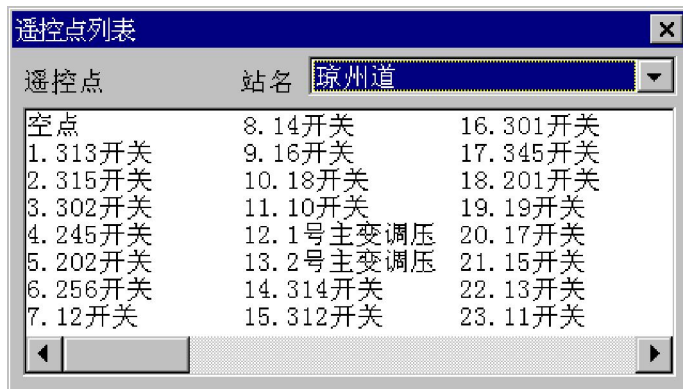 遥控点列表
遥控点 站名 琼州道
空点 8.14开关 16.301开关
1.313开关 9.16开关 17.345开关
2.315开关 10.18开关 18.201开关
3.302开关 11.10开关 19.19开关
4.245开关 12.1号主变调压 20.17开关
5.202开关 13.2号主变调压 21.15开关
6.256开关 14.314开关 22.13开关
7.12开关 15.312开关 23.11开关